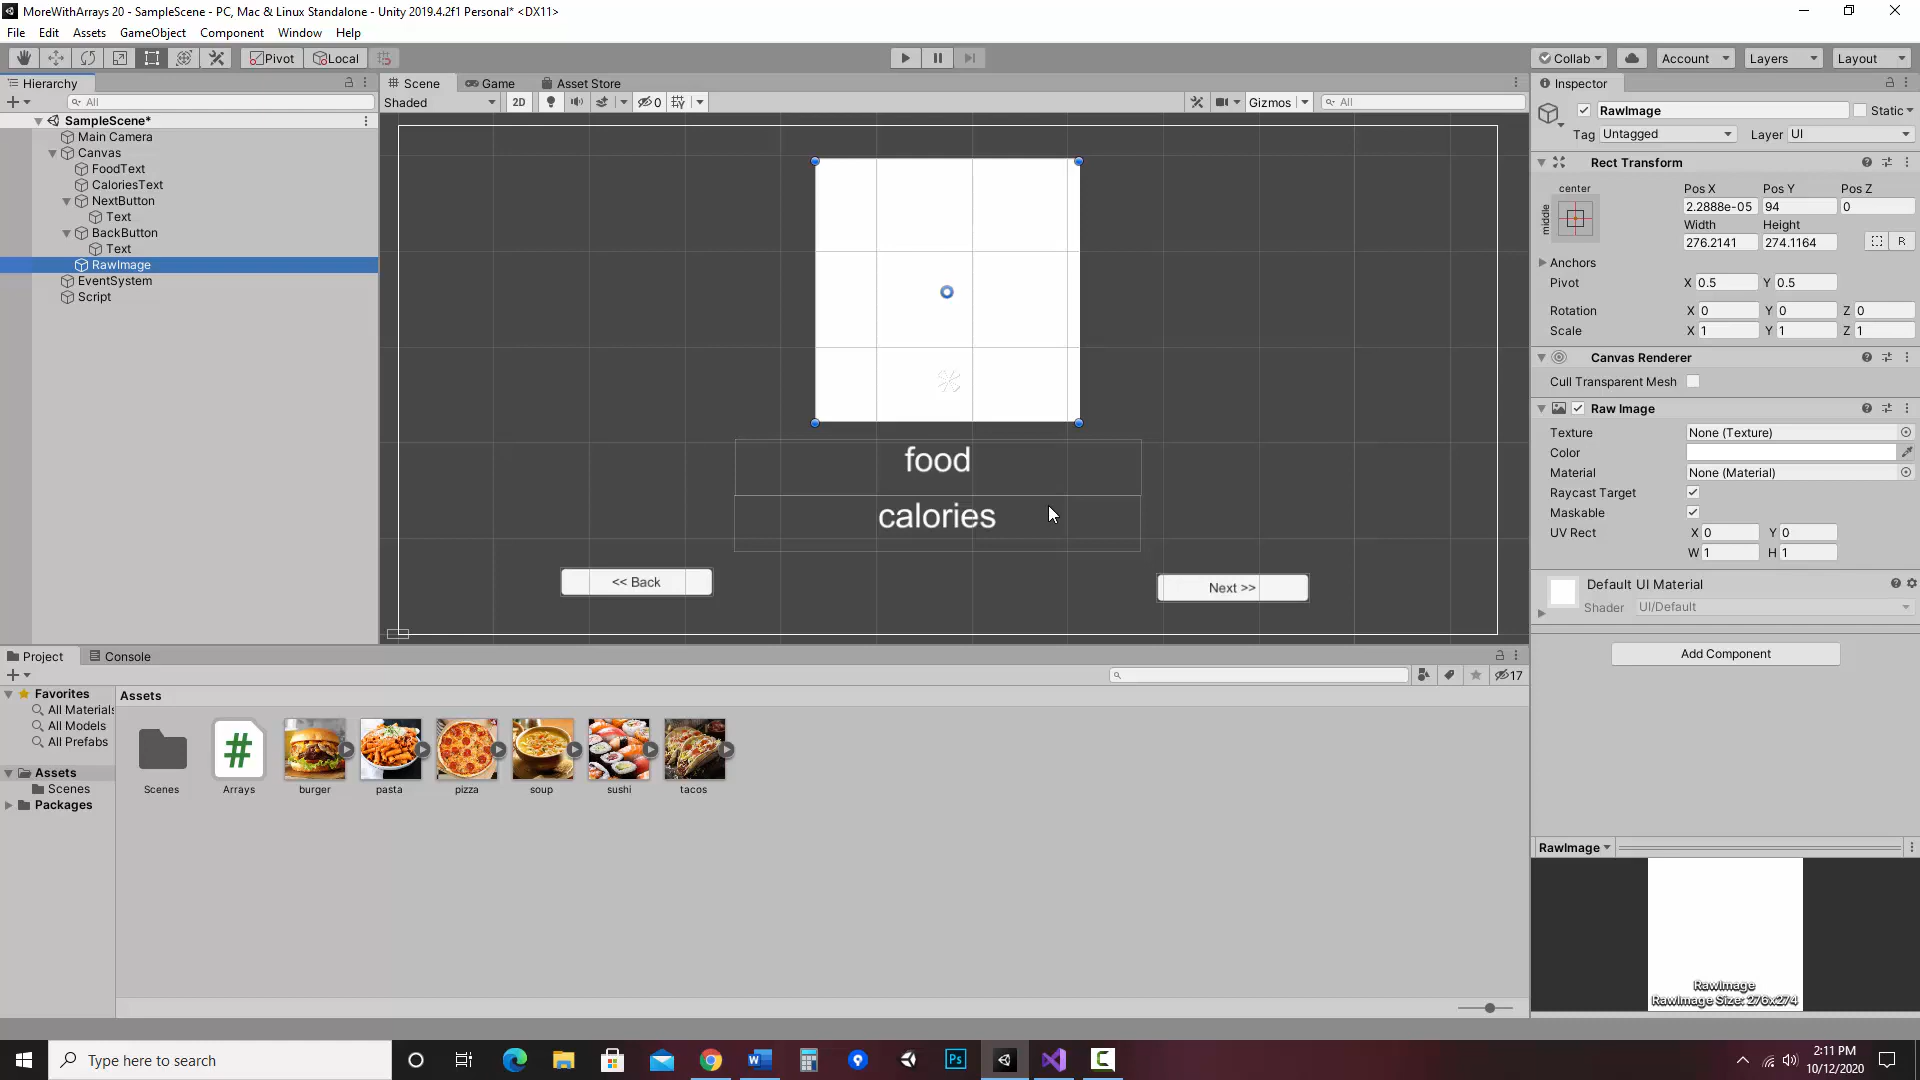 MoreWithArrays 20 - SampleScene - PC, Mac & Linux Standalone - Unity 2019.4.2f1 Personal* <DX11>
File Edit Assets GameObject Component Window Help
Pivot Local Collab Account Layers Layout
Hierarchy Scene Game Asset Store Inspector
All Shaded 2D 0 Gizmos All
RawImage Static
Tag Untagged Layer UI
SampleScene*
Main Camera
Canvas
FoodText
CaloriesText
NextButton
Text
BackButton
Text
RawImage
EventSystem
Script
food
calories
<< Back
Next >>
Rect Transform
center
middle
Pos X Pos Y Pos Z
2.2888e-05 94 0
Width Height
276.2141 274.1164 R
Anchors
Pivot X 0.5 Y 0.5
Rotation X 0 Y 0 Z 0
Scale X 1 Y 1 Z 1
Canvas Renderer
Cull Transparent Mesh
Raw Image
Texture None (Texture)
Color
Material None (Material)
Raycast Target
Maskable
UV Rect X 0 Y 0
W 1 H 1
Default UI Material
Shader UI/Default
Add Component
RawImage
RawImage
RawImage Size: 276x274
Project Console
17
Favorites
All Materials
All Models
All Prefabs
Assets
Scenes
Packages
Assets
Scenes Arrays burger pasta pizza soup sushi tacos
Type here to search
2:11 PM
10/12/2020